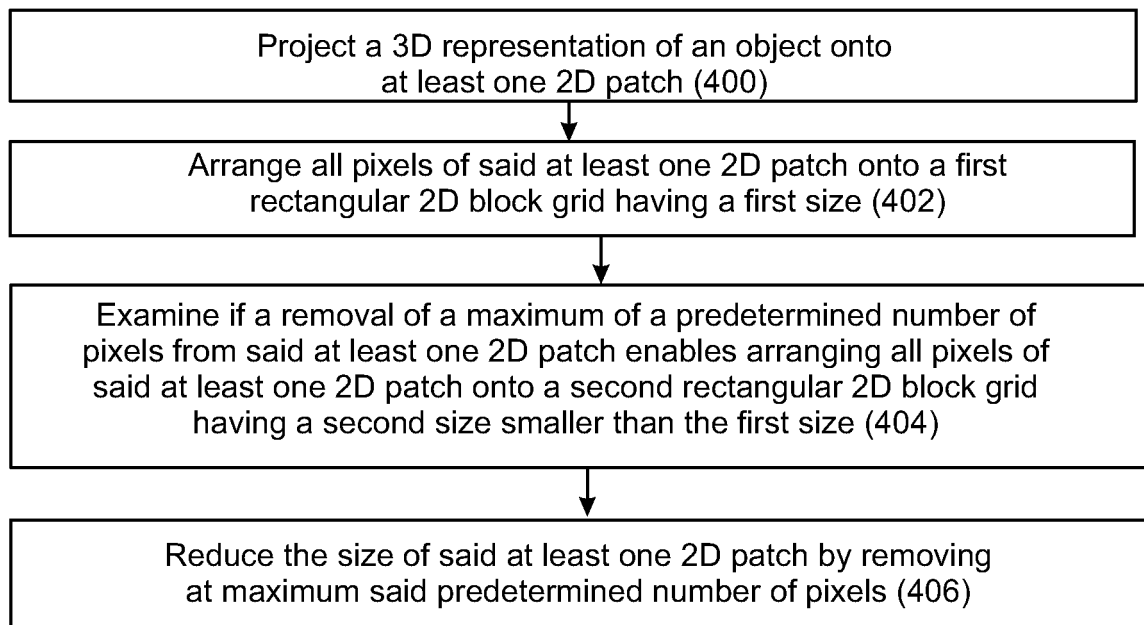 Project a 3D representation of an object onto
at least one 2D patch (400)
Arrange all pixels of said at least one 2D patch onto a first
rectangular 2D block grid having a first size (402)
Examine if a removal of a maximum of a predetermined number of
pixels from said at least one 2D patch enables arranging all pixels of
said at least one 2D patch onto a second rectangular 2D block grid
having a second size smaller than the first size (404)
Reduce the size of said at least one 2D patch by removing
at maximum said predetermined number of pixels (406)